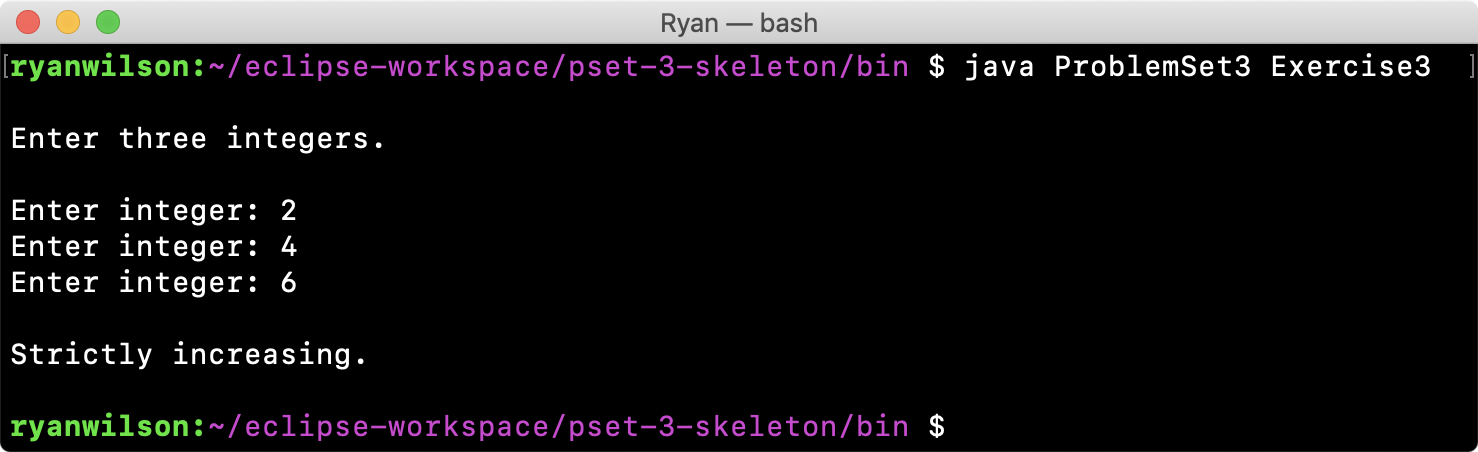 Ryan — bash
[ryanwilson:~/eclipse-workspace/pset-3-skeleton/bin $ java ProblemSet3 Exercise3 ]
Enter three integers.
Enter integer: 2
Enter integer: 4
Enter integer: 6
Strictly increasing.
ryanwilson:~/eclipse-workspace/pset-3-skeleton/bin $